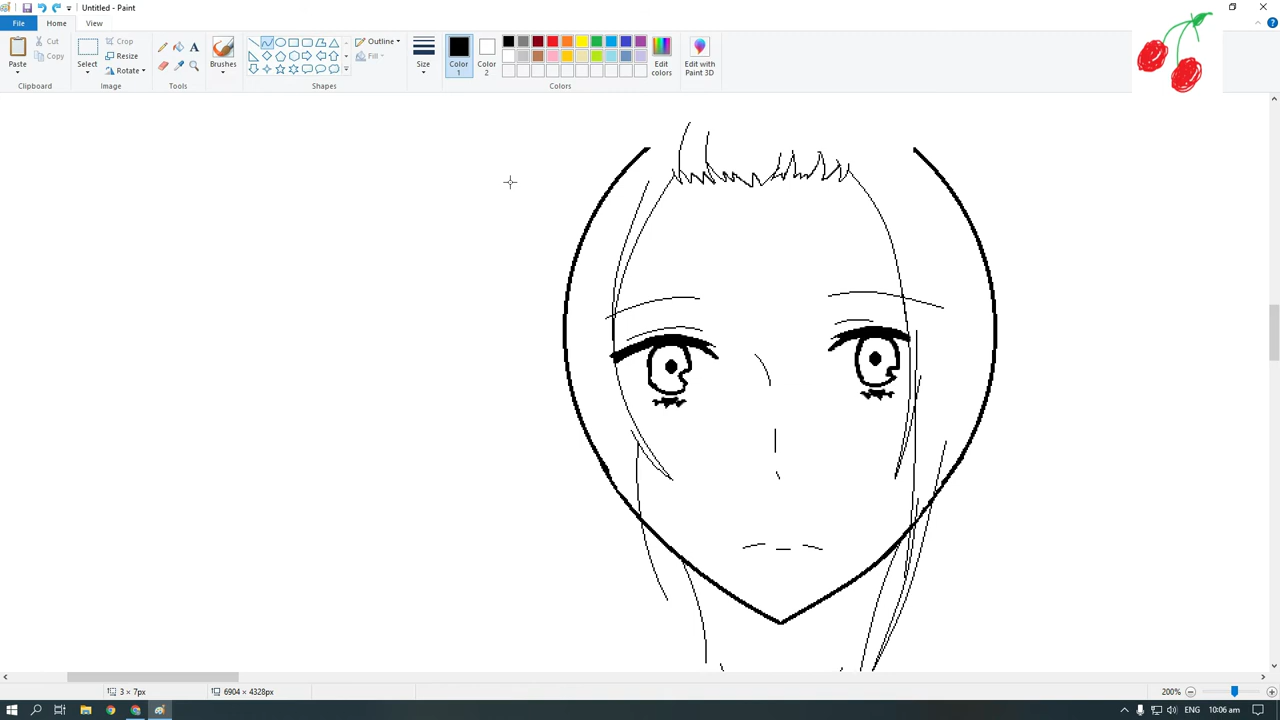 Untitled - Paint
File
Home
View
Paste
Cut
Copy
Clipboard
Select
Crop
Resize
Rotate
Image
A
Tools
Brushes
Outline
Fill
Shapes
Size
Color
1
Color
2
Edit
colors
Colors
Edit with
Paint 3D
3 × 7px
6904 × 4328px
200%
ENG
10:06 am